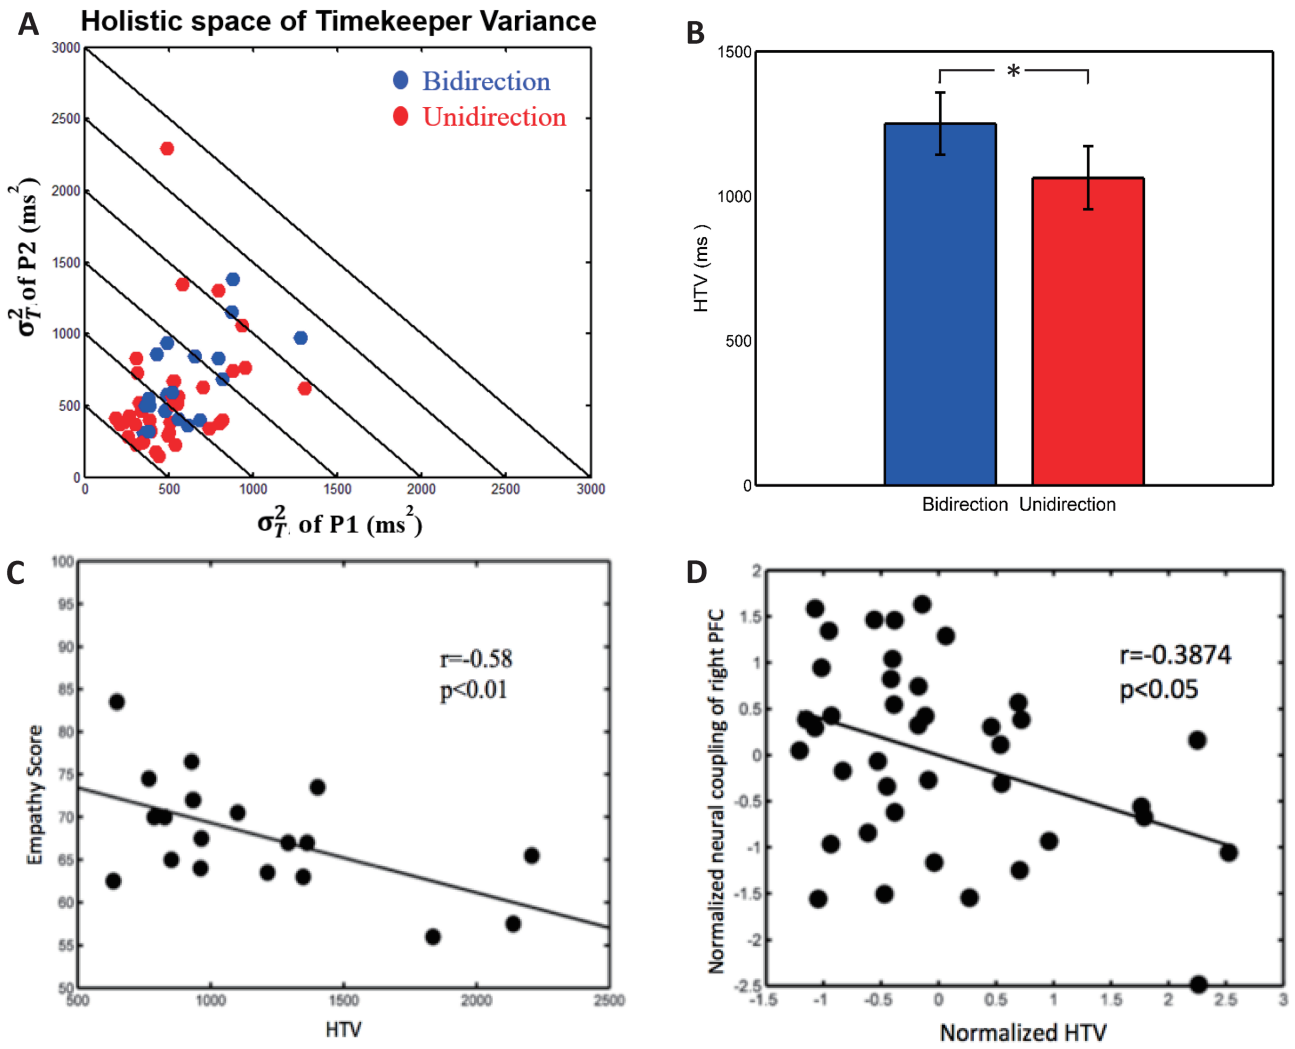 A
Holistic space of Timekeeper Variance
3000
2500
2000
1500
1000
500
0
0 500 1000 1500 2000 2500 3000
Bidirection
Unidirection
σ²T. of P2 (ms²)
σ²T. of P1 (ms²)
B
1500
1000
500
0
HTV (ms )
*
Bidirection Unidirection
C
100
95
90
85
80
75
70
65
60
55
50
500 1000 1500 2000 2500
Empathy Score
r=-0.58
p<0.01
HTV
D
2
1.5
1
0.5
0
-0.5
-1
-1.5
-2
-2.5
-1.5 -1 -0.5 0 0.5 1 1.5 2 2.5 3
Normalized neural coupling of right PFC
r=-0.3874
p<0.05
Normalized HTV